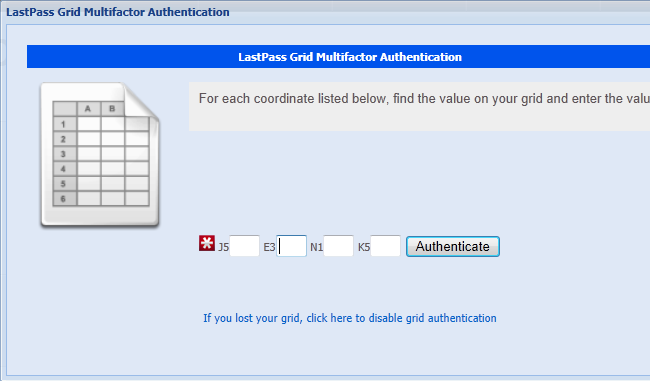 LastPass Grid Multifactor Authentication
LastPass Grid Multifactor Authentication
For each coordinate listed below, find the value on your grid and enter the valu
A B
1
2
3
4
5
6
J5 E3 N1 K5 Authenticate
If you lost your grid, click here to disable grid authentication